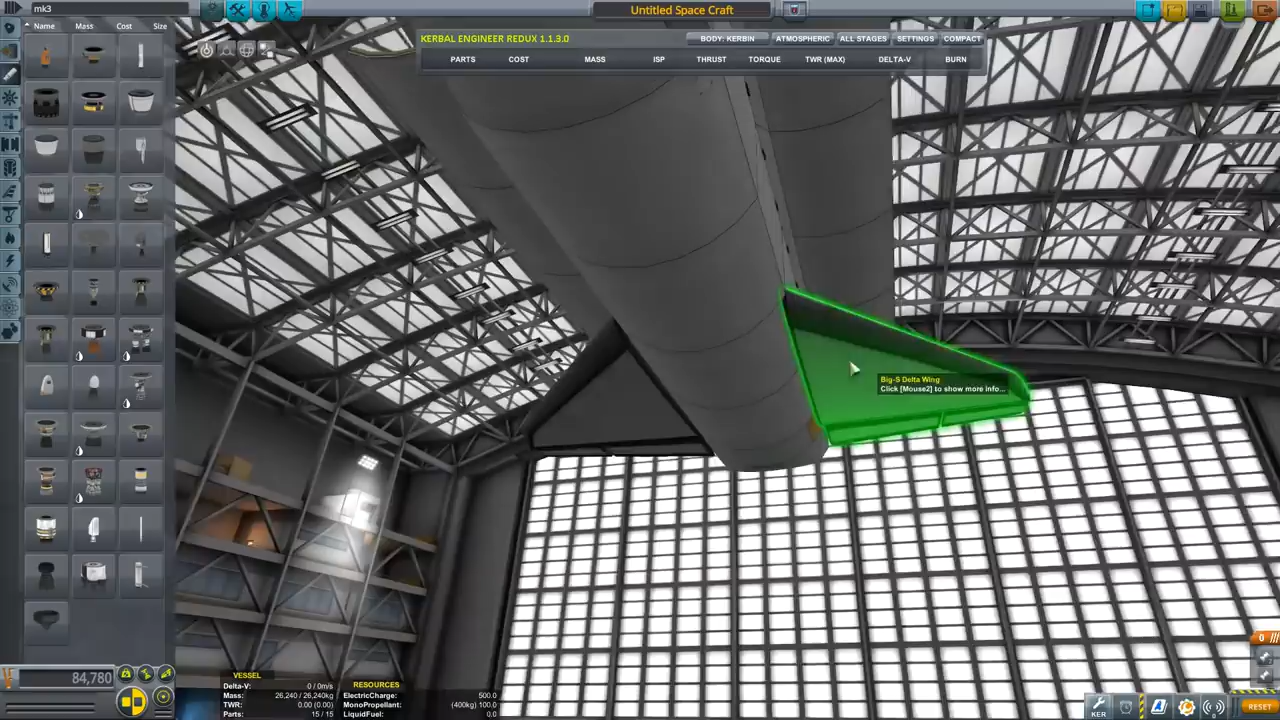 mk3
Untitled Space Craft
Name Mass Cost Size
KERBAL ENGINEER REDUX 1.1.3.0
BODY: KERBIN ATMOSPHERIC ALL STAGES SETTINGS COMPACT
PARTS COST MASS ISP THRUST TORQUE TWR (MAX) DELTA-V BURN
Big-S Delta Wing
Click [Mouse2] to show more info...
0
84,780
VESSEL
Delta-V: 0 / 0m/s
Mass: 26,240 / 26,240kg
TWR: 0.00 (0.00)
Parts: 15 / 15
RESOURCES
ElectricCharge: 500.0
MonoPropellant: (400kg) 100.0
LiquidFuel: 0.0
KER
RESET